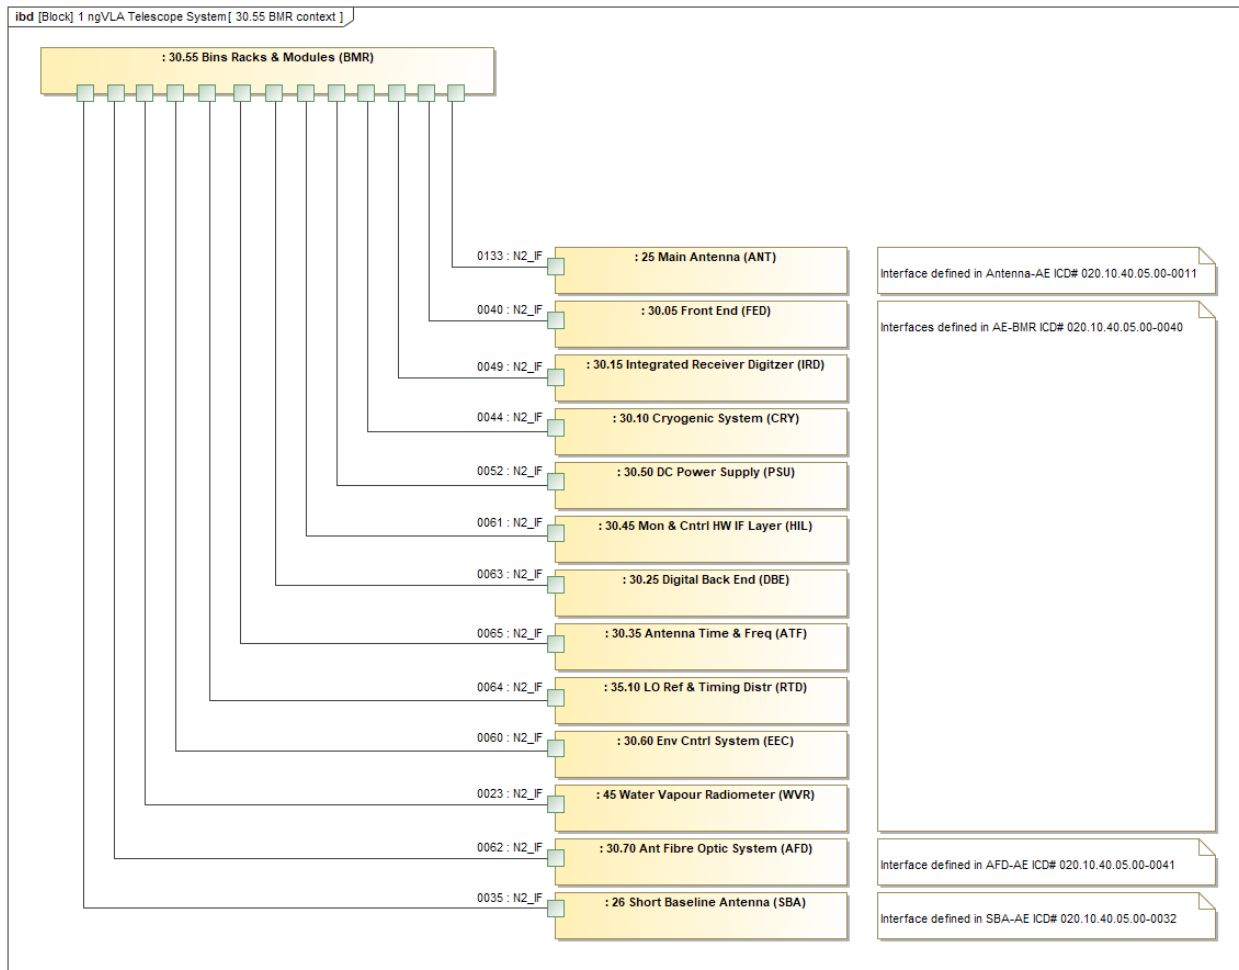 ibd [Block] 1 ngVLA Telescope System[ 30.55 BMR context ]
: 30.55 Bins Racks & Modules (BMR)
0133 : N2_IF
: 25 Main Antenna (ANT)
Interface defined in Antenna-AE ICD# 020.10.40.05.00-0011
0040 : N2_IF
: 30.05 Front End (FED)
Interfaces defined in AE-BMR ICD# 020.10.40.05.00-0040
0049 : N2_IF
: 30.15 Integrated Receiver Digitzer (IRD)
0044 : N2_IF
: 30.10 Cryogenic System (CRY)
0052 : N2_IF
: 30.50 DC Power Supply (PSU)
0061 : N2_IF
: 30.45 Mon & Cntrl HW IF Layer (HIL)
0063 : N2_IF
: 30.25 Digital Back End (DBE)
0065 : N2_IF
: 30.35 Antenna Time & Freq (ATF)
0064 : N2_IF
: 35.10 LO Ref & Timing Distr (RTD)
0060 : N2_IF
: 30.60 Env Cntrl System (EEC)
0023 : N2_IF
: 45 Water Vapour Radiometer (WVR)
0062 : N2_IF
: 30.70 Ant Fibre Optic System (AFD)
Interface defined in AFD-AE ICD# 020.10.40.05.00-0041
0035 : N2_IF
: 26 Short Baseline Antenna (SBA)
Interface defined in SBA-AE ICD# 020.10.40.05.00-0032